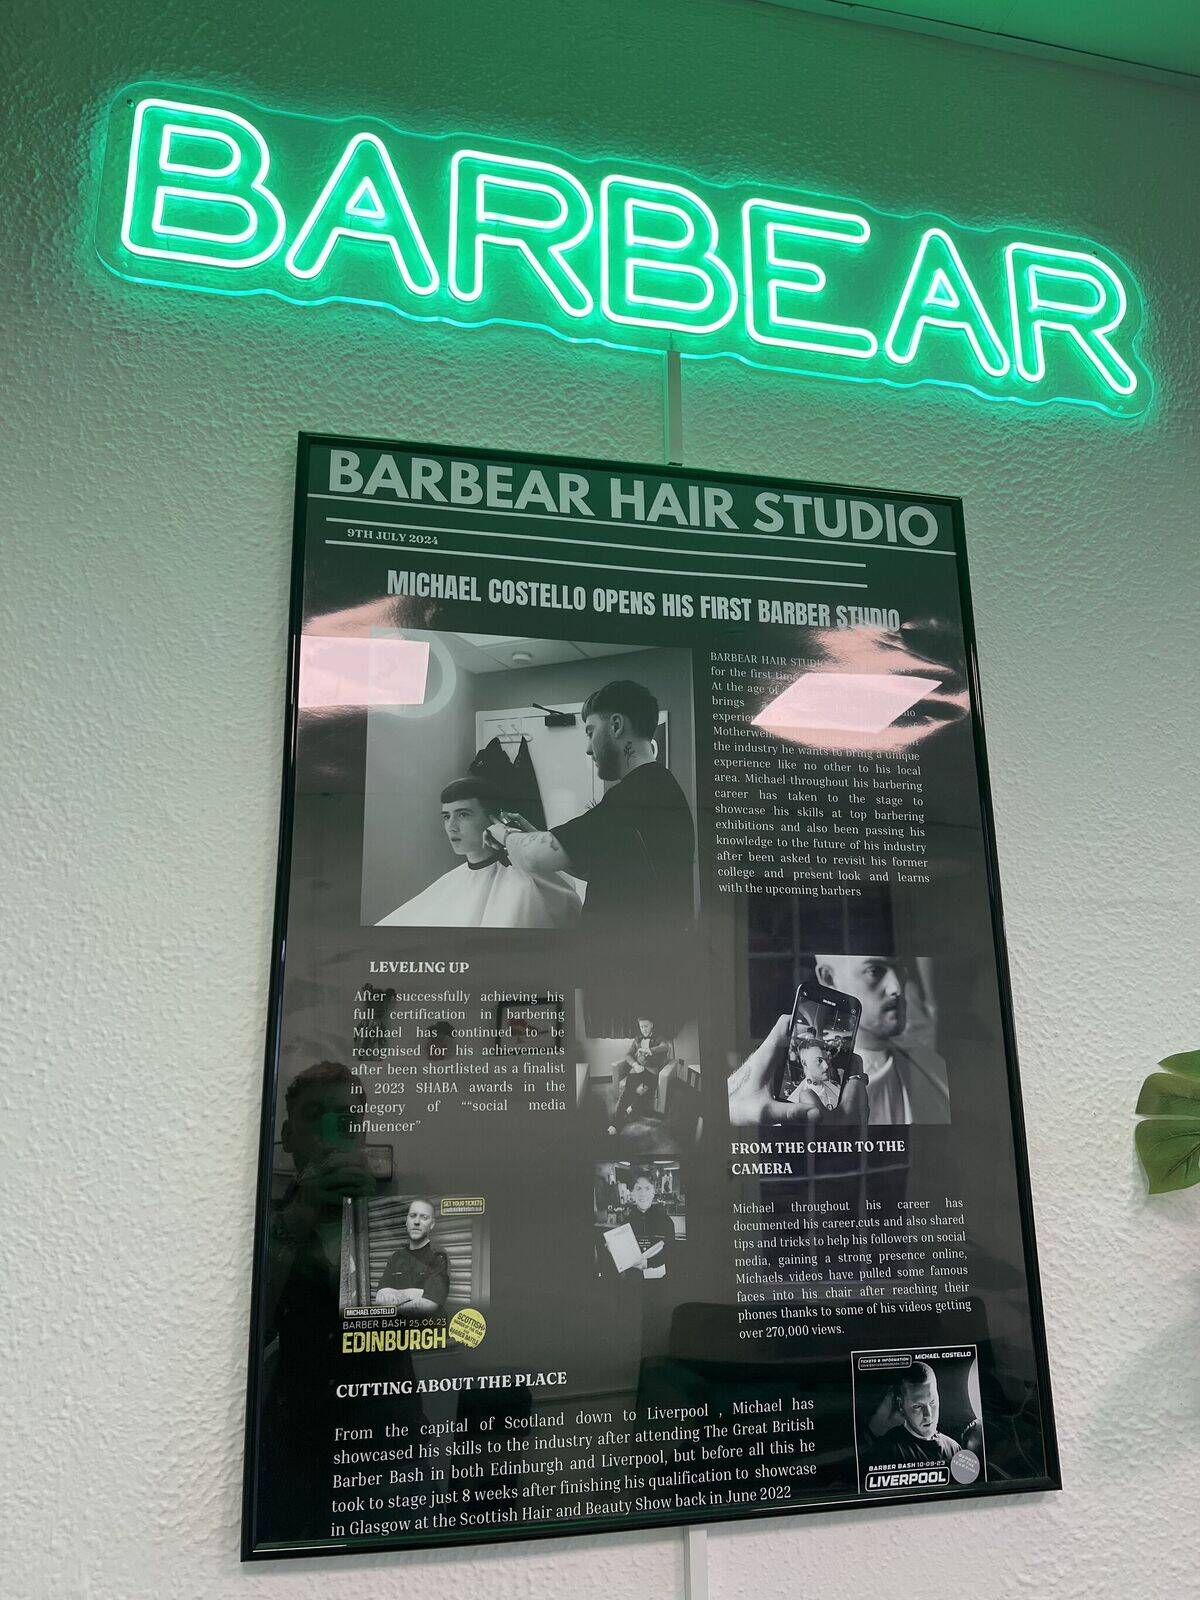 BARBEAR
BARBEAR HAIR STUDIO
9TH JULY 2024
MICHAEL COSTELLO OPENS HIS FIRST BARBER STUDIO
BARBEAR HAIR STUDIO
for the first time
At the age of
brings
Motherwell,
the industry he wants to bring a unique
experience like no other to his local
area. Michael throughout his barbering
career has taken to the stage to
showcase his skills at top barbering
exhibitions and also been passing his
knowledge to the future of his industry
after been asked to revisit his former
college and present look and learns
with the upcoming barbers
LEVELING UP
After successfully achieving his
full certification in barbering
Michael has continued to be
recognised for his achievements
after been shortlisted as a finalist
in 2023 SHABA awards in the
category of ““social media
influencer”
FROM THE CHAIR TO THE
CAMERA
Michael throughout his career has
documented his career,cuts and also shared
tips and tricks to help his followers on social
media, gaining a strong presence online,
Michaels videos have pulled some famous
faces into his chair after reaching their
phones thanks to some of his videos getting
over 270,000 views.
GET YOUR TICKETS
MICHAEL COSTELLO
BARBER BASH 25.06.23
EDINBURGH
SCOTTISH
BARBER BATTLE
CUTTING ABOUT THE PLACE
From the capital of Scotland down to Liverpool , Michael has
showcased his skills to the industry after attending The Great British
Barber Bash in both Edinburgh and Liverpool, but before all this he
took to stage just 8 weeks after finishing his qualification to showcase
in Glasgow at the Scottish Hair and Beauty Show back in June 2022
TICKETS & INFORMATION
MICHAEL COSTELLO
BARBER BASH 10-09-23
LIVERPOOL